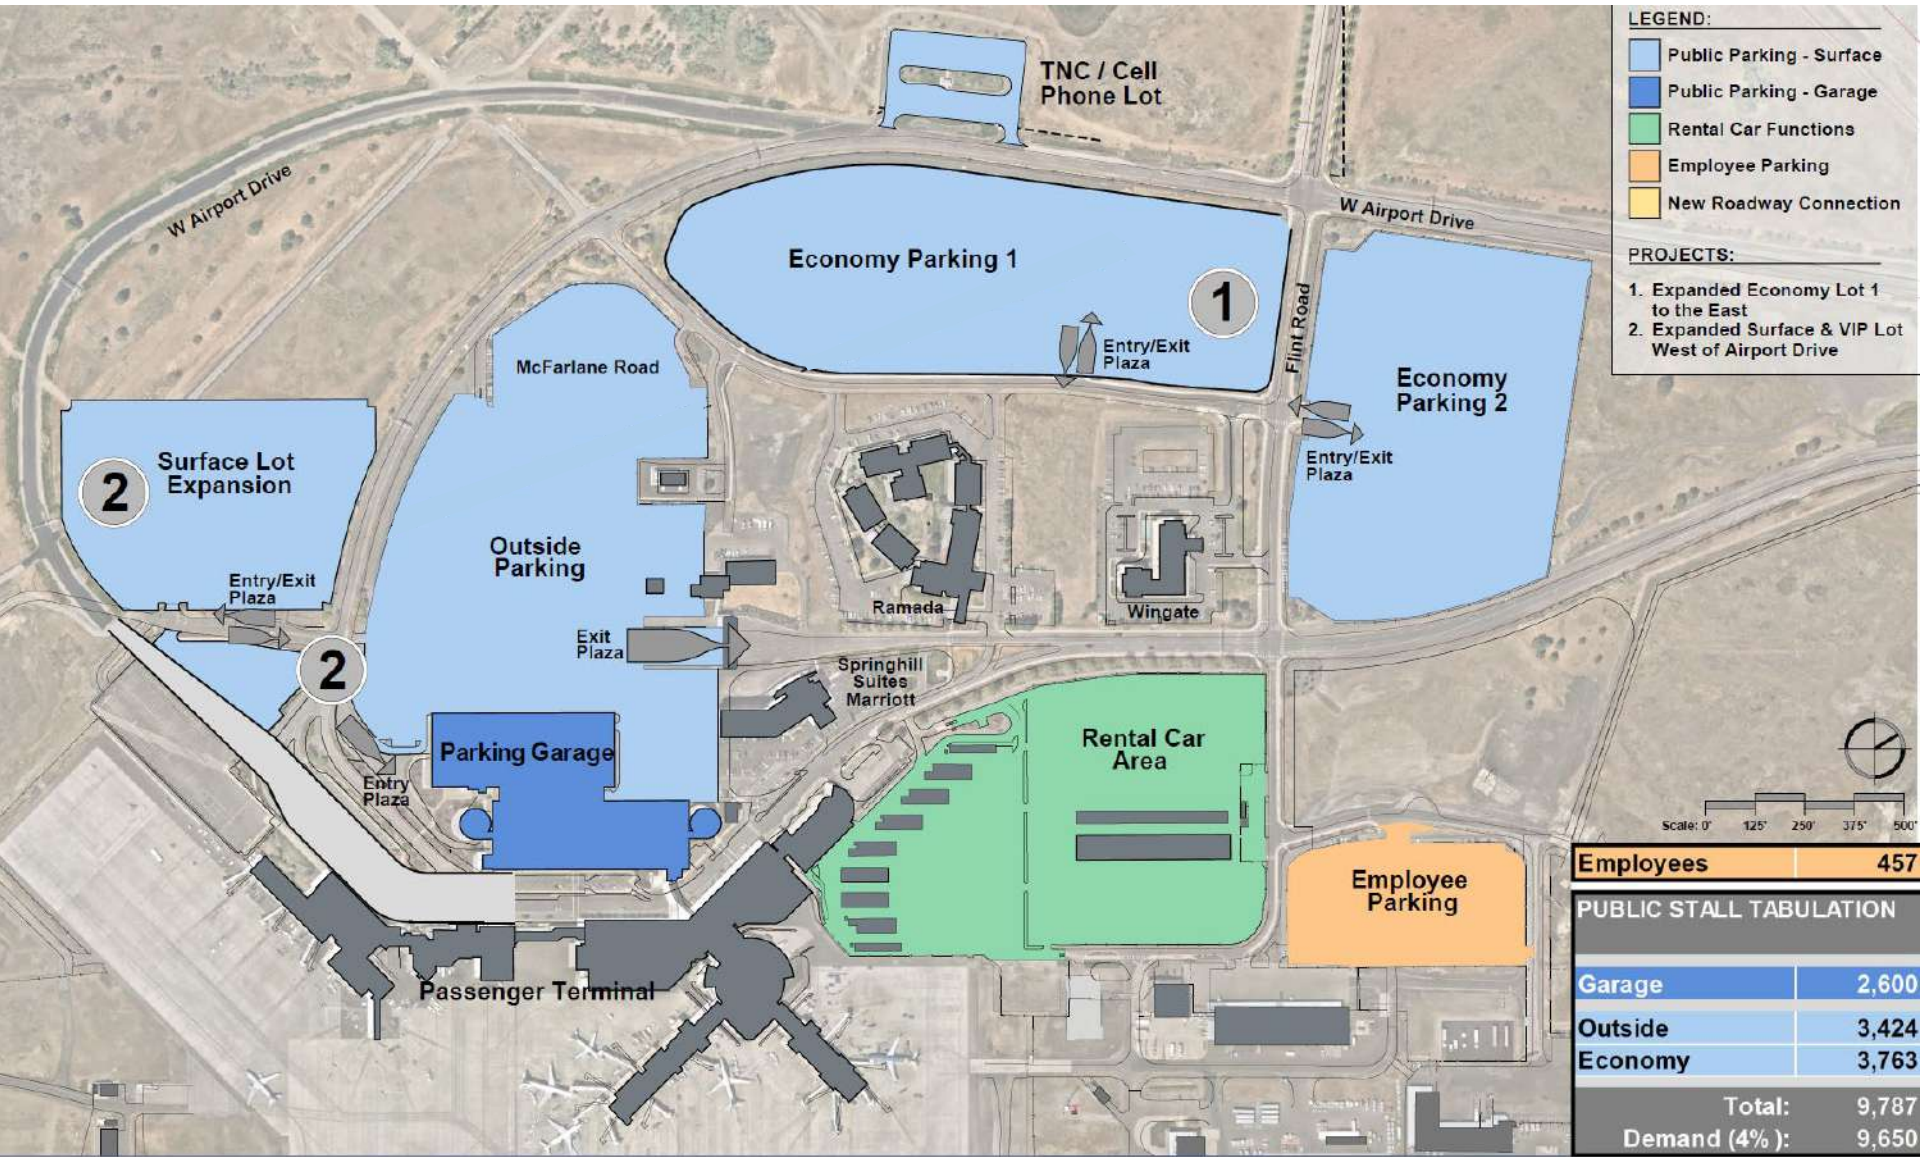 TNC / Cell
Phone Lot
W Airport Drive
W Airport Drive
Economy Parking 1
1
Entry/Exit
Plaza
Flint Road
McFarlane Road
Economy
Parking 2
Entry/Exit
Plaza
Surface Lot
Expansion
2
Entry/Exit
Plaza
Outside
Parking
Ramada
Wingate
2
Exit
Plaza
Springhill
Suites
Marriott
Parking Garage
Entry
Plaza
Rental Car
Area
Employee
Parking
Passenger Terminal
LEGEND:
Public Parking - Surface
Public Parking - Garage
Rental Car Functions
Employee Parking
New Roadway Connection
PROJECTS:
1. Expanded Economy Lot 1
to the East
2. Expanded Surface & VIP Lot
West of Airport Drive
Scale: 0' 125' 250' 375' 500'
Employees 457
PUBLIC STALL TABULATION
Garage 2,600
Outside 3,424
Economy 3,763
Total: 9,787
Demand (4% ): 9,650